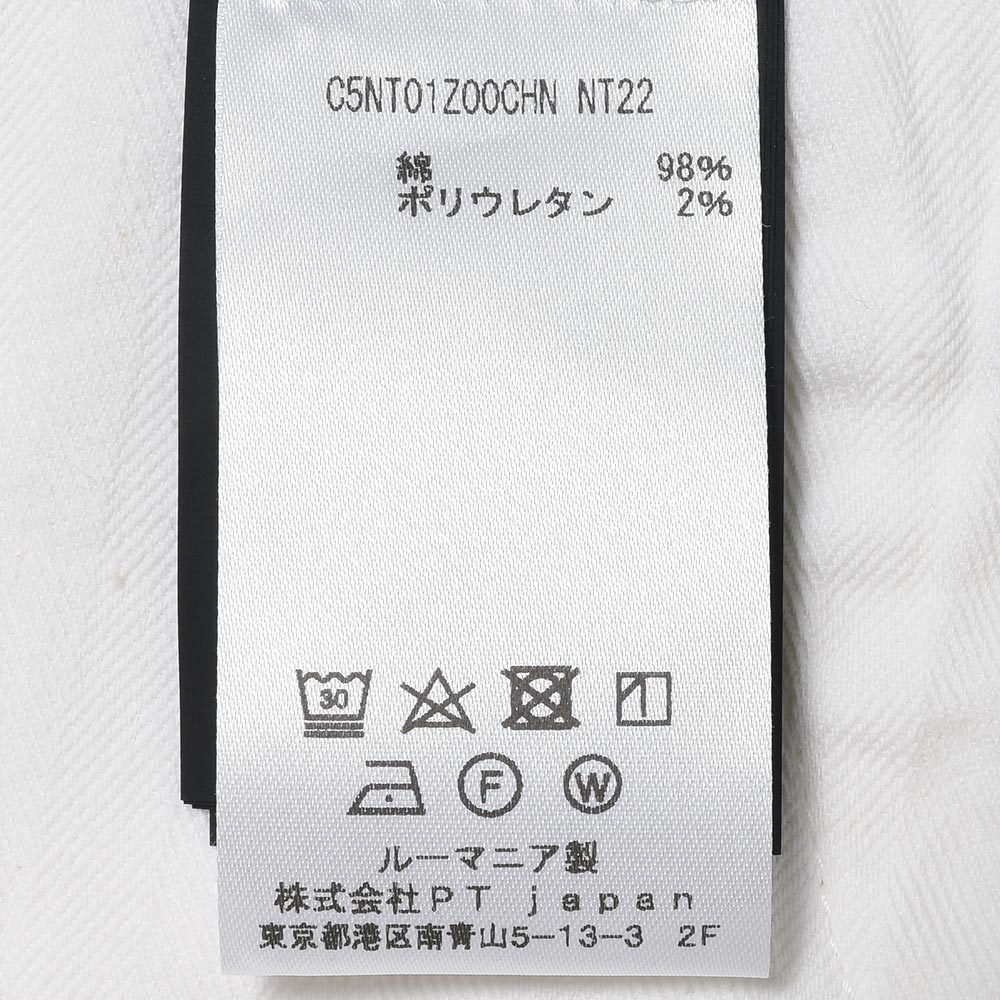 C5NT01Z00CHN NT22
綿 98%
ポリウレタン 2%
30
F W
ルーマニア製
株式会社PT japan
東京都港区南青山5-13-3 2F